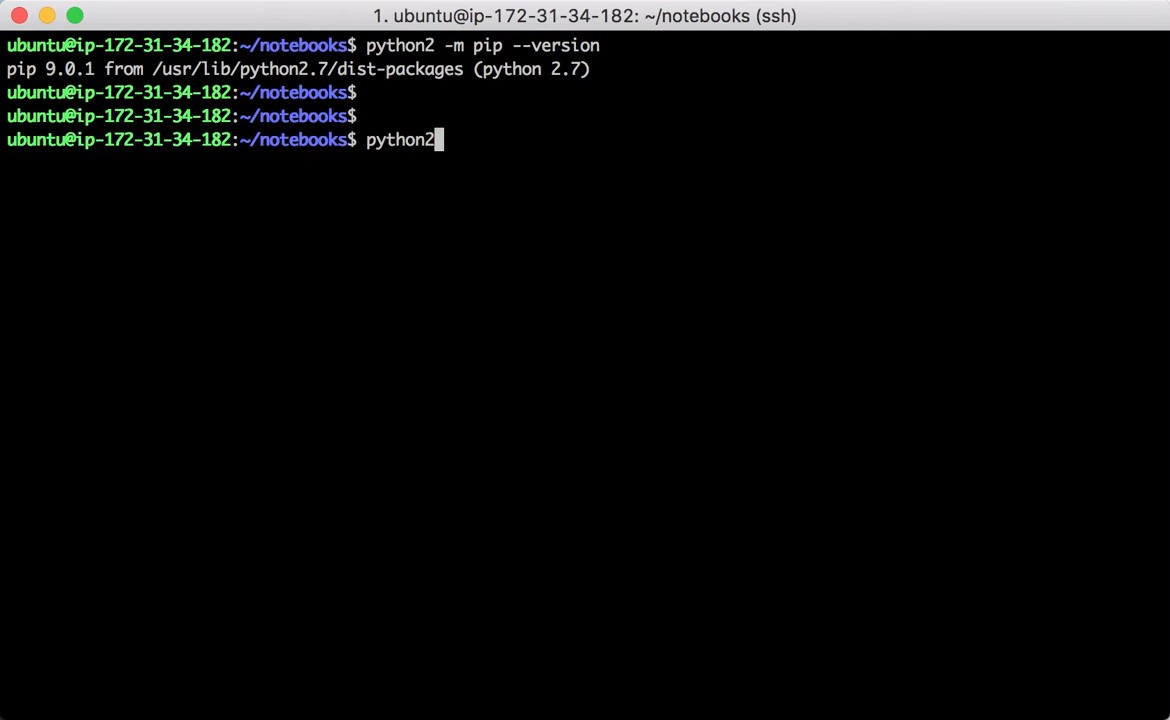 1. ubuntu@ip-172-31-34-182: ~/notebooks (ssh)
ubuntu@ip-172-31-34-182:~/notebooks$ python2 -m pip --version
pip 9.0.1 from /usr/lib/python2.7/dist-packages (python 2.7)
ubuntu@ip-172-31-34-182:~/notebooks$
ubuntu@ip-172-31-34-182:~/notebooks$
ubuntu@ip-172-31-34-182:~/notebooks$ python2